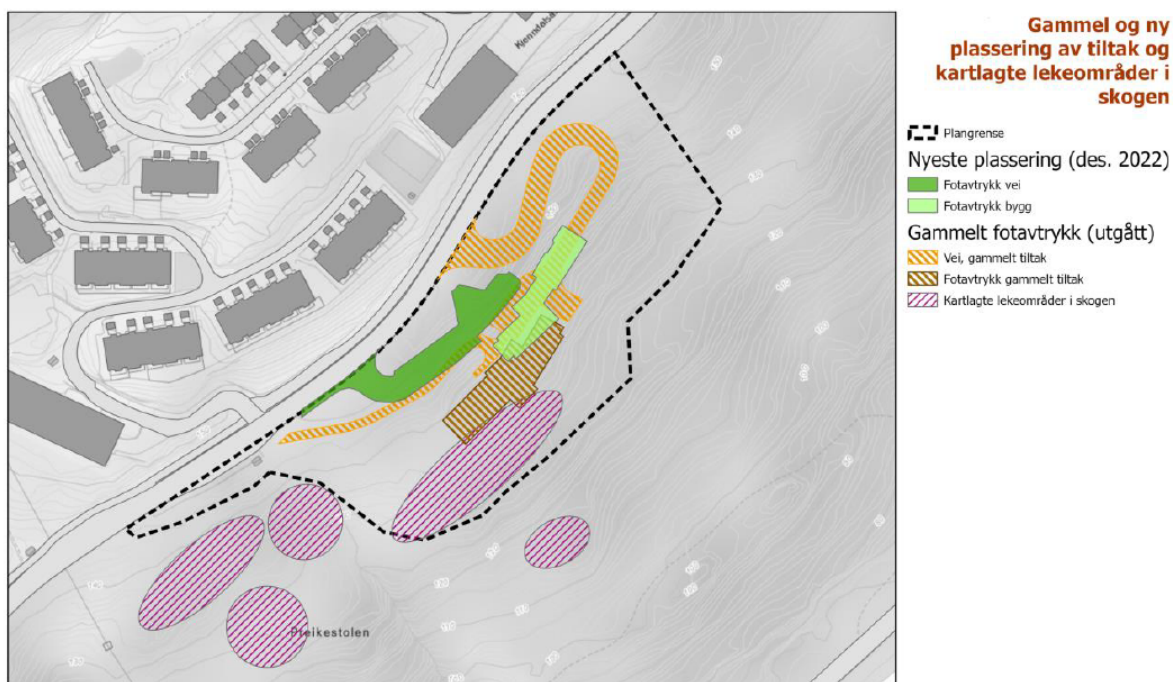 Gammel og ny
plassering av tiltak og
kartlagte lekeområder i
skogen
Plangrense
Nyeste plassering (des. 2022)
Fotavtrykk vei
Fotavtrykk bygg
Gammelt fotavtrykk (utgått)
Vei, gammelt tiltak
Fotavtrykk gammelt tiltak
Kartlagte lekeområder i skogen
Preikestolen